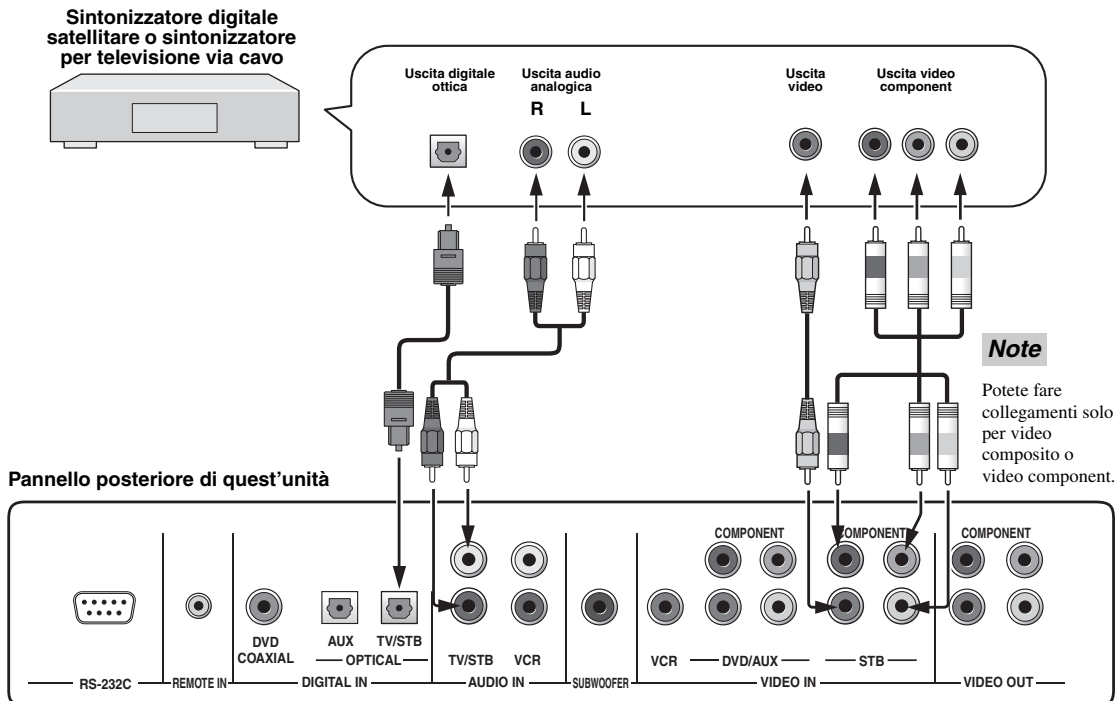 Sintonizzatore digitale
satellitare o sintonizzatore
per televisione via cavo
Uscita digitale
ottica
Uscita audio
analogica
R L
Uscita
video
Uscita video
component
Note
Potete fare
collegamenti solo
per video
composito o
video component.
Pannello posteriore di quest'unità
COMPONENT COMPONENT COMPONENT
DVD
COAXIAL
AUX TV/STB
OPTICAL
TV/STB VCR
VCR DVD/AUX STB
RS-232C REMOTE IN DIGITAL IN AUDIO IN SUBWOOFER VIDEO IN VIDEO OUT